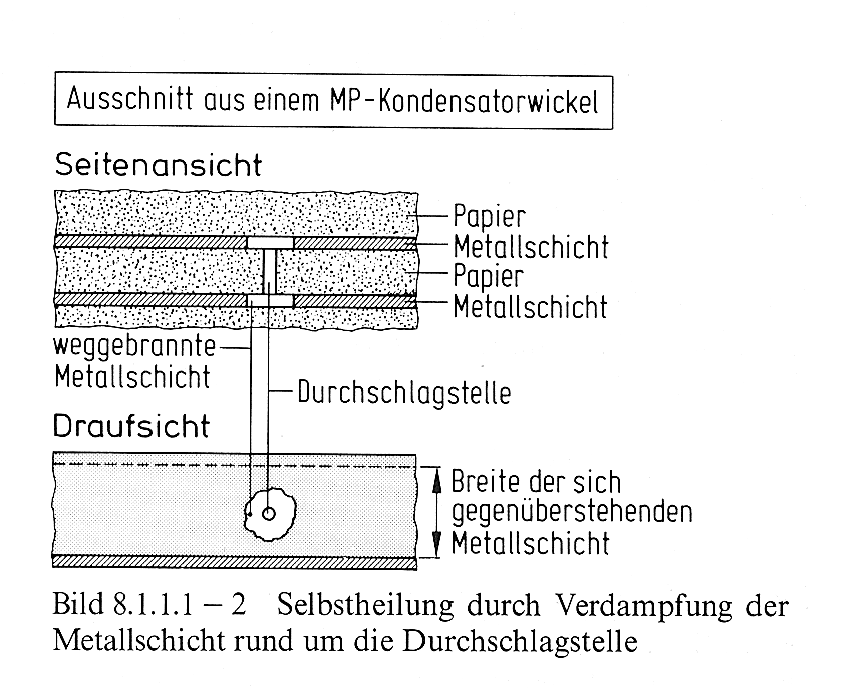 Ausschnitt aus einem MP-Kondensatorwickel
Seitenansicht
Papier
Metallschicht
Papier
Metallschicht
weggebrannte
Metallschicht
Durchschlagstelle
Draufsicht
Breite der sich
gegenüberstehenden
Metallschicht
Bild 8.1.1.1 – 2 Selbstheilung durch Verdampfung der
Metallschicht rund um die Durchschlagstelle